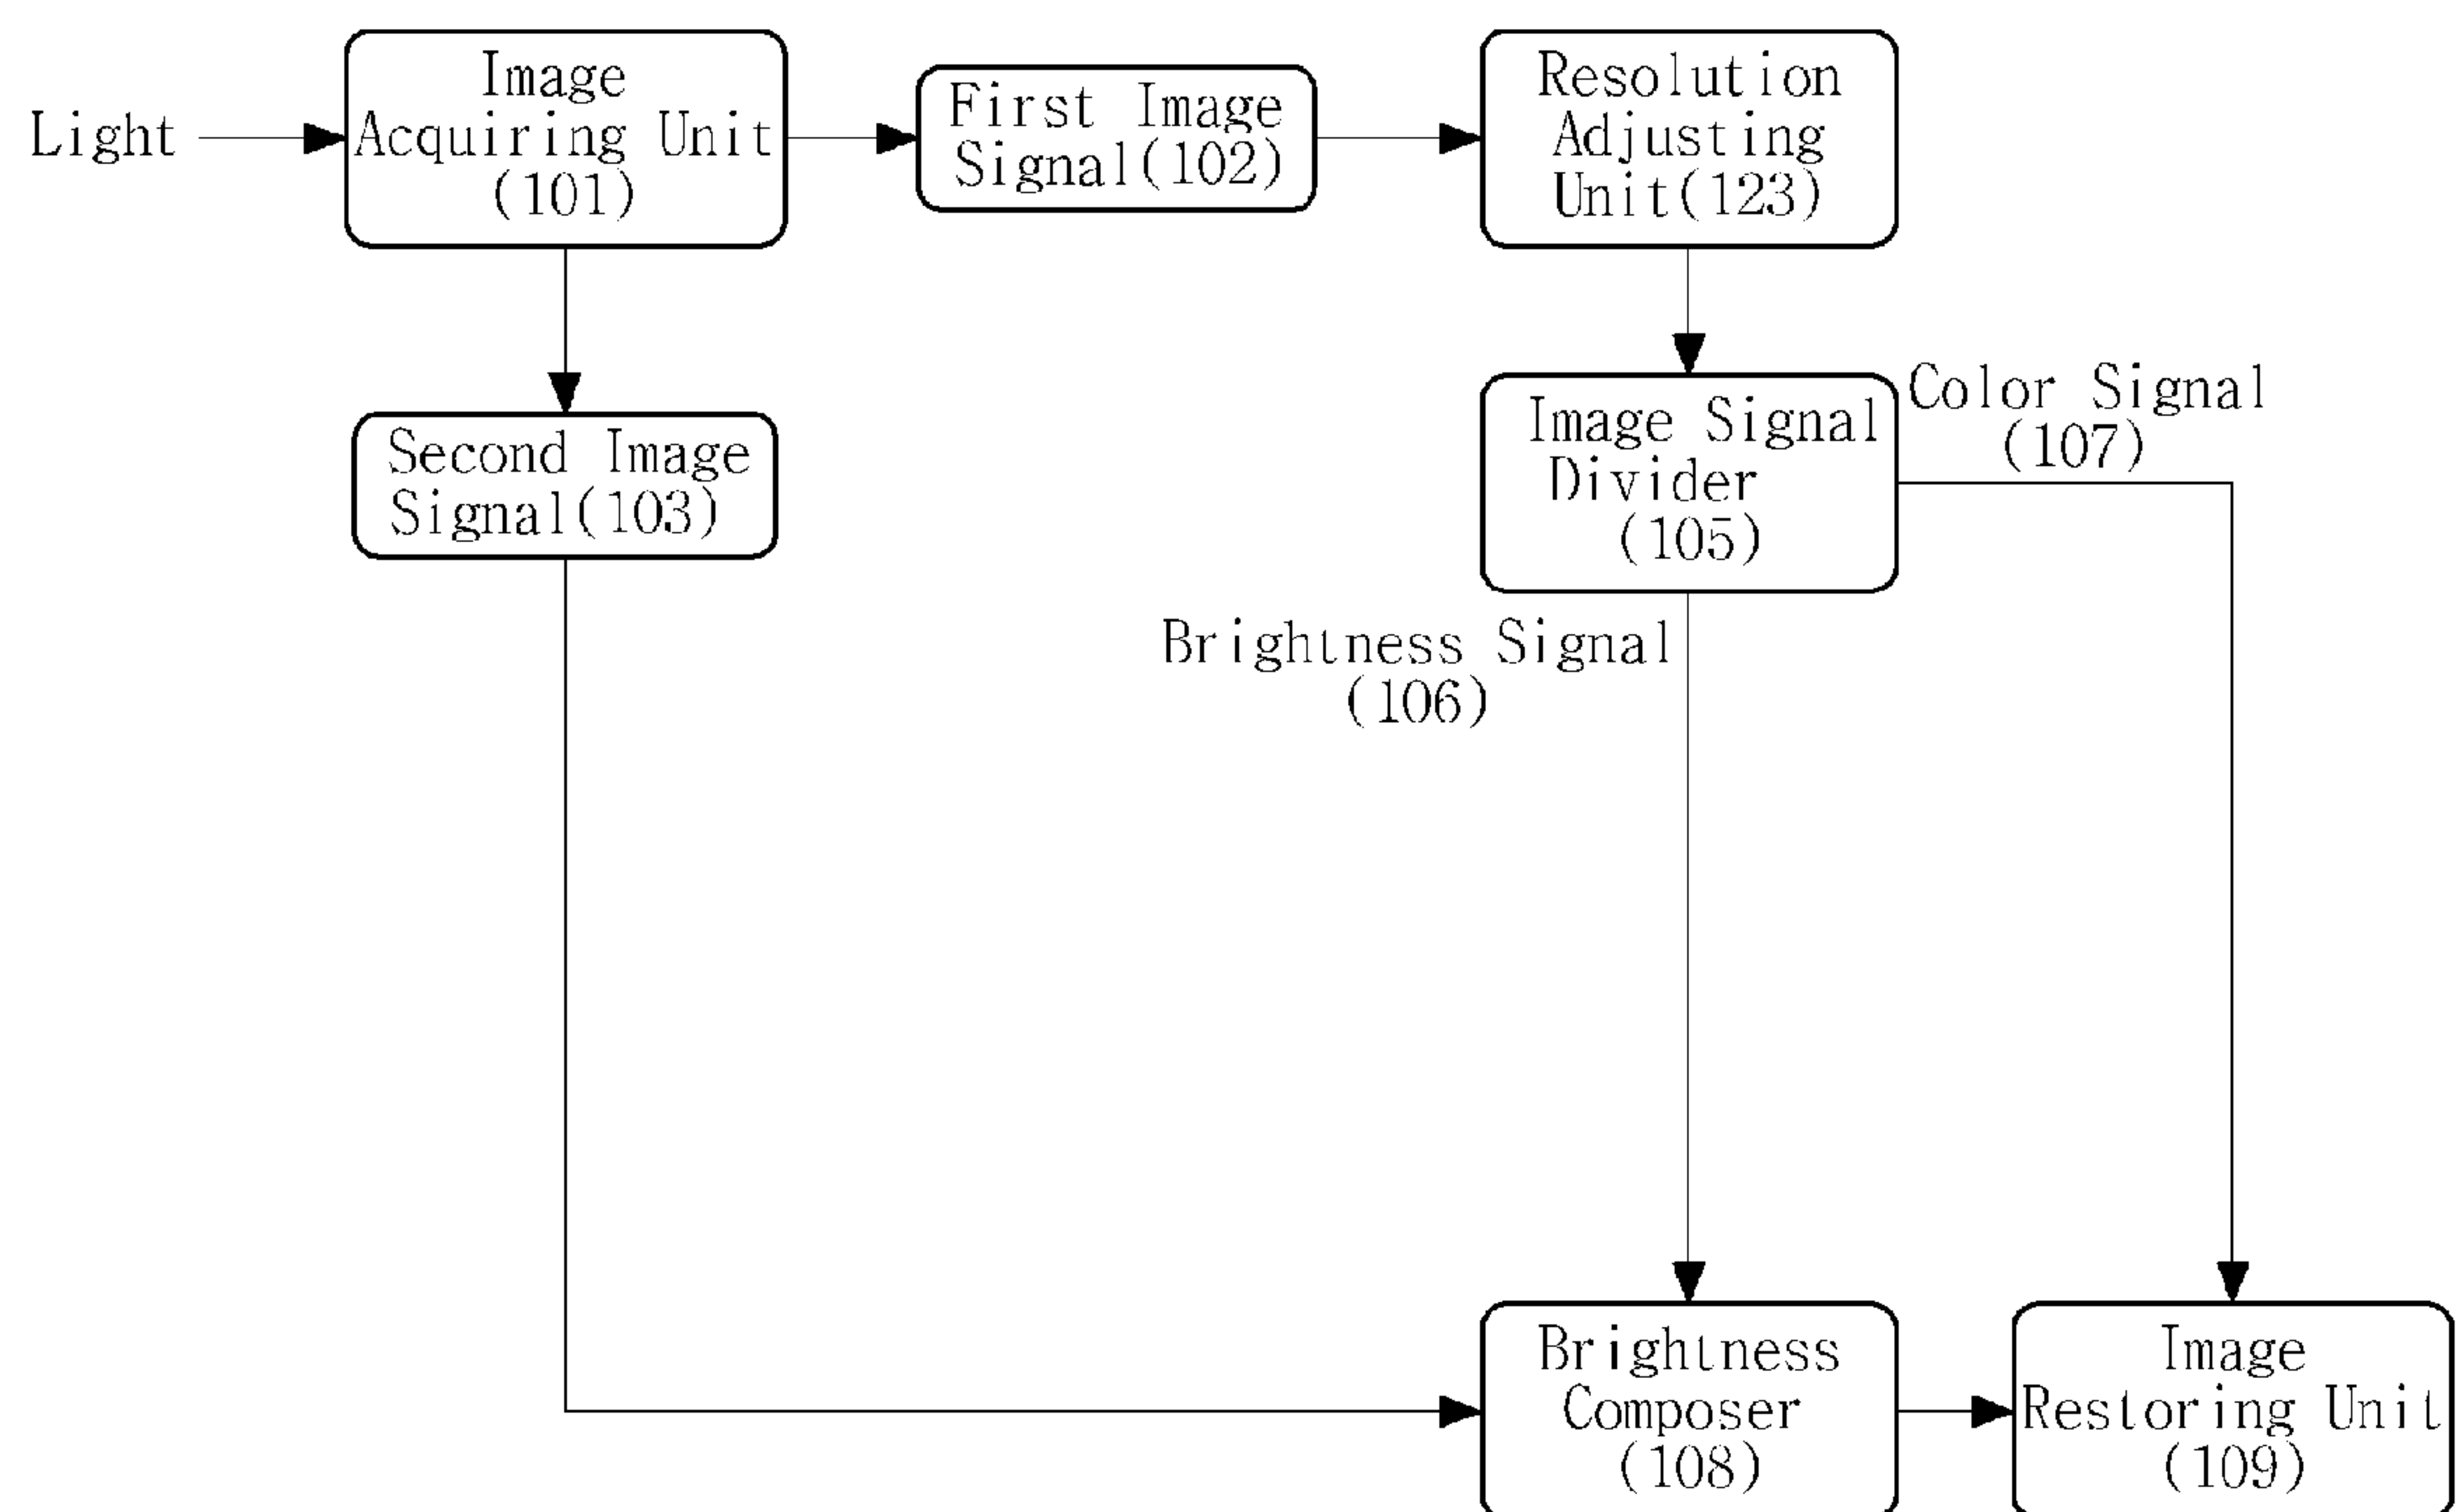 Light
Image
Acquiring Unit
(101)
First Image
Signal(102)
Resolution
Adjusting
Unit(123)
Second Image
Signal(103)
Image Signal
Divider
(105)
Color Signal
(107)
Brightness Signal
(106)
Brightness
Composer
(108)
Image
Restoring Unit
(109)